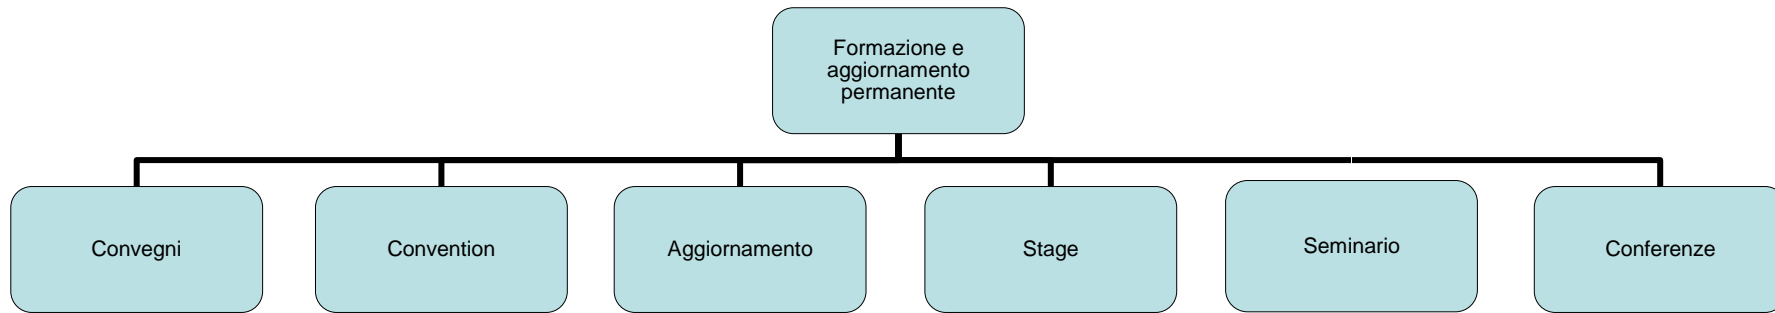 Formazione e
aggiornamento
permanente
Convegni
Convention
Aggiornamento
Stage
Seminario
Conferenze